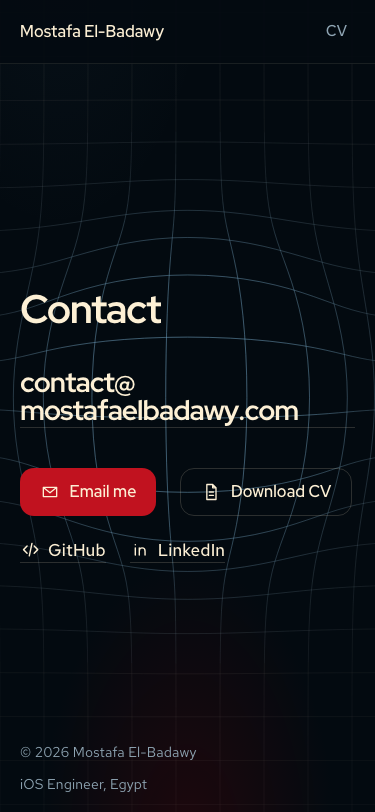 Mostafa El-Badawy
CV
Contact
contact@
mostafaelbadawy.com
Email me
Download CV
GitHub
in LinkedIn
© 2026 Mostafa El-Badawy
iOS Engineer, Egypt